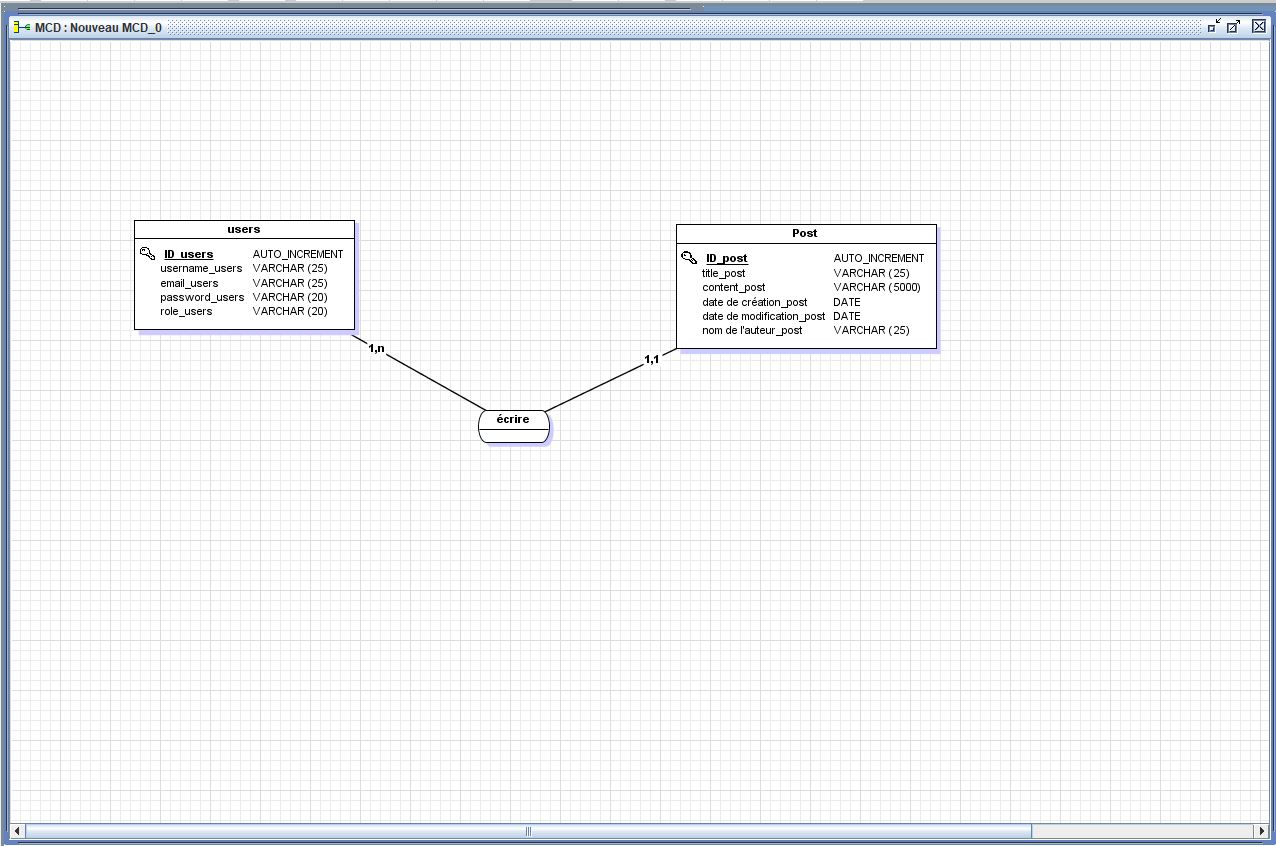 MCD : Nouveau MCD_0
users
ID_users AUTO_INCREMENT
username_users VARCHAR (25)
email_users VARCHAR (25)
password_users VARCHAR (20)
role_users VARCHAR (20)
Post
ID_post AUTO_INCREMENT
title_post VARCHAR (25)
content_post VARCHAR (5000)
date de création_post DATE
date de modification_post DATE
nom de l'auteur_post VARCHAR (25)
1,n
1,1
écrire